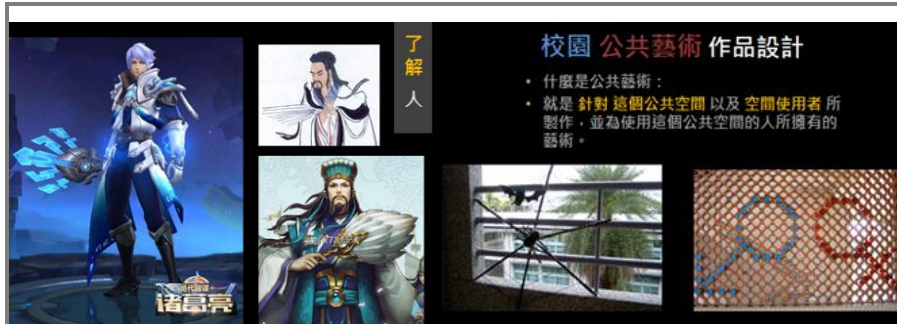 了解 人
诸葛亮
校園 公共藝術 作品設計
• 什麼是公共藝術：
• 就是 針對 這個公共空間 以及 空間使用者 所
製作，並為使用這個公共空間的人所擁有的
藝術。